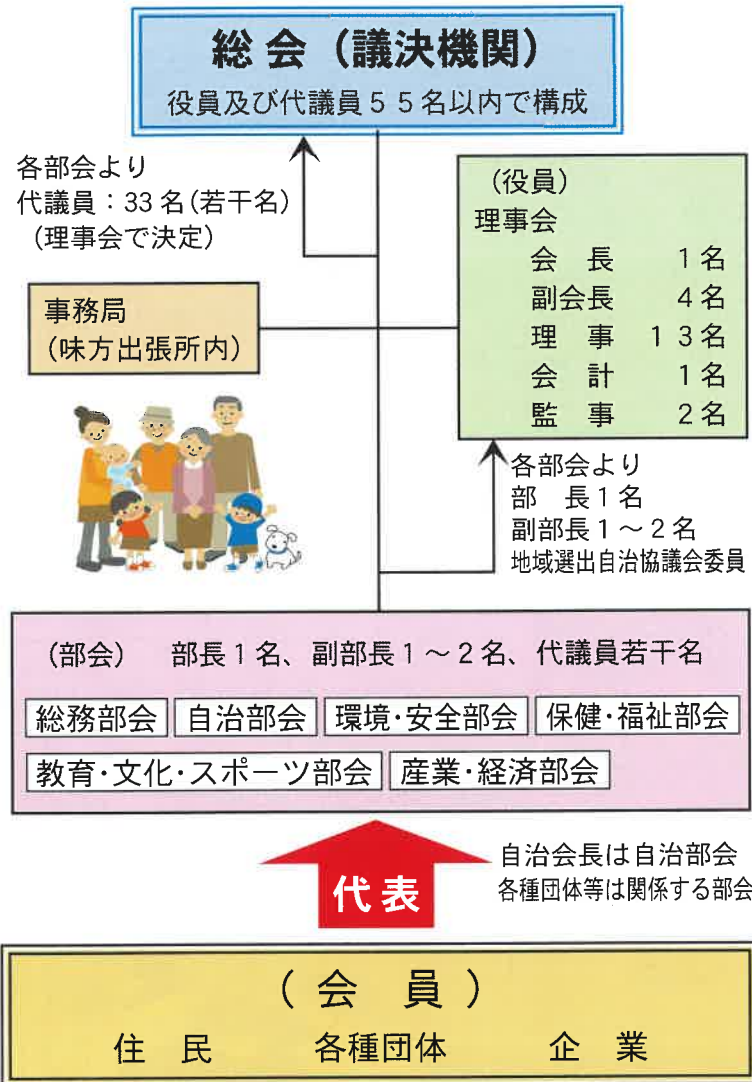 総会（議決機関）
役員及び代議員５５名以内で構成
各部会より
代議員：33名(若干名)
（理事会で決定）
（役員）
理事会
会　長　　１名
副会長　　４名
理　事　１３名
会　計　　１名
監　事　　２名
事務局
（味方出張所内）
各部会より
部　長１名
副部長１～２名
地域選出自治協議会委員
（部会）　部長１名、副部長１～２名、代議員若干名
総務部会　自治部会　環境・安全部会　保健・福祉部会
教育・文化・スポーツ部会　産業・経済部会
代表
自治会長は自治部会
各種団体等は関係する部会
（会　員）
住　民　　各種団体　　企　業